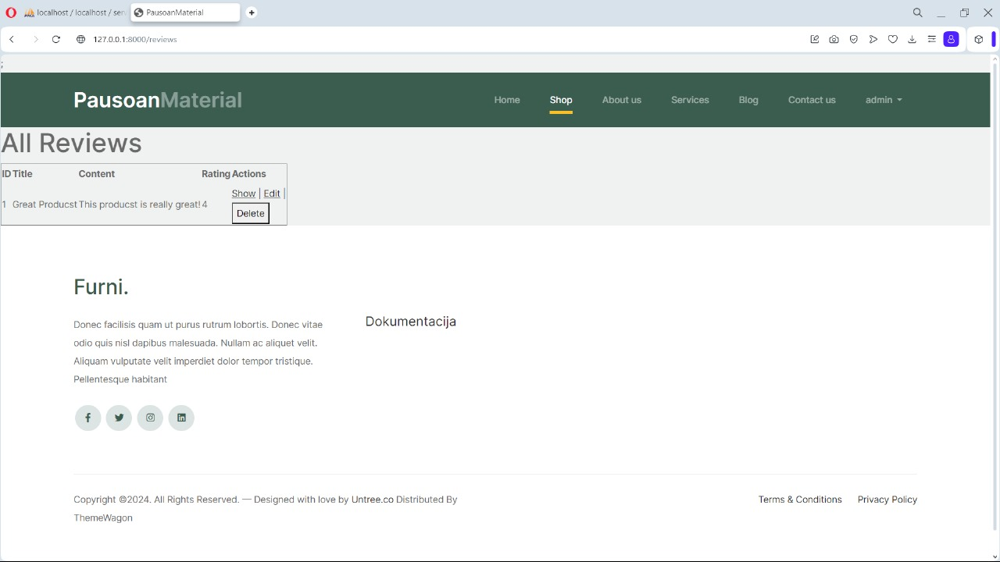 localhost / localhost / ser
PausoanMaterial
127.0.0.1:8000/reviews
;
PausoanMaterial
Home Shop About us Services Blog Contact us admin
All Reviews
ID Title Content Rating Actions
1 Great Producst This producst is really great! 4 Show | Edit |
Delete
Furni.
Donec facilisis quam ut purus rutrum lobortis. Donec vitae
odio quis nisl dapibus malesuada. Nullam ac aliquet velit.
Aliquam vulputate velit imperdiet dolor tempor tristique.
Pellentesque habitant
Dokumentacija
Copyright ©2024. All Rights Reserved. — Designed with love by Untree.co Distributed By
ThemeWagon
Terms & Conditions Privacy Policy